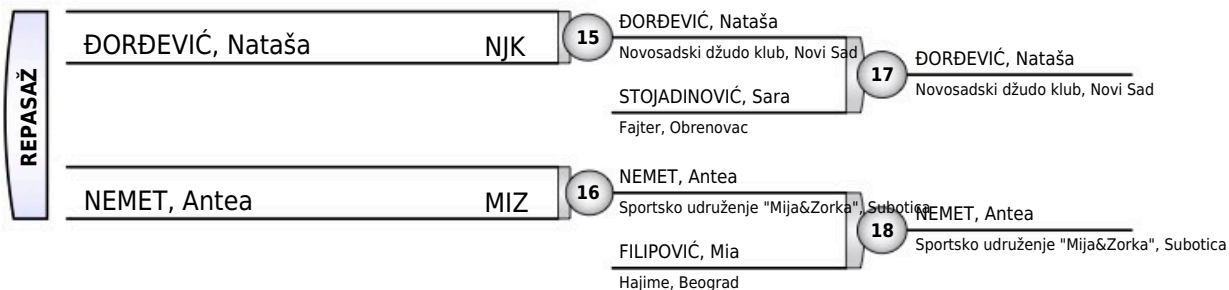 REPASAŽ
ĐORĐEVIĆ, Nataša NJK
15
ĐORĐEVIĆ, Nataša
Novosadski džudo klub, Novi Sad
STOJADINOVIĆ, Sara
Fajter, Obrenovac
17
ĐORĐEVIĆ, Nataša
Novosadski džudo klub, Novi Sad
NEMET, Antea MIZ
16
NEMET, Antea
Sportsko udruženje "Mija&Zorka", Subotica
FILIPOVIĆ, Mia
Hajime, Beograd
18
NEMET, Antea
Sportsko udruženje "Mija&Zorka", Subotica